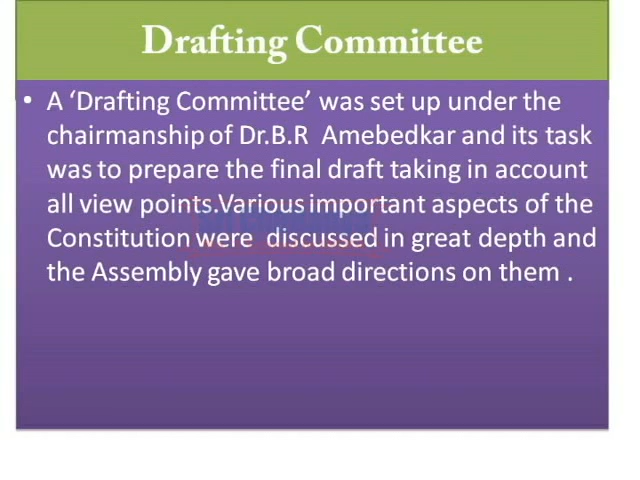 Drafting Committee
• A ‘Drafting Committee’ was set up under the
chairmanship of Dr.B.R Amebedkar and its task
was to prepare the final draft taking in account
all view points.Various important aspects of the
Constitution were discussed in great depth and
the Assembly gave broad directions on them .